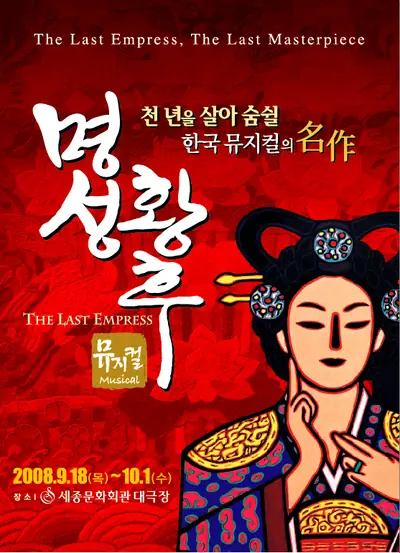 The Last Empress, The Last Masterpiece
천 년을 살아 숨쉴
한국 뮤지컬의 名作
명성황후
THE LAST EMPRESS
뮤지컬
Musical
2008.9.18(목)~10.1(수)
장소 | 세종문화회관 대극장